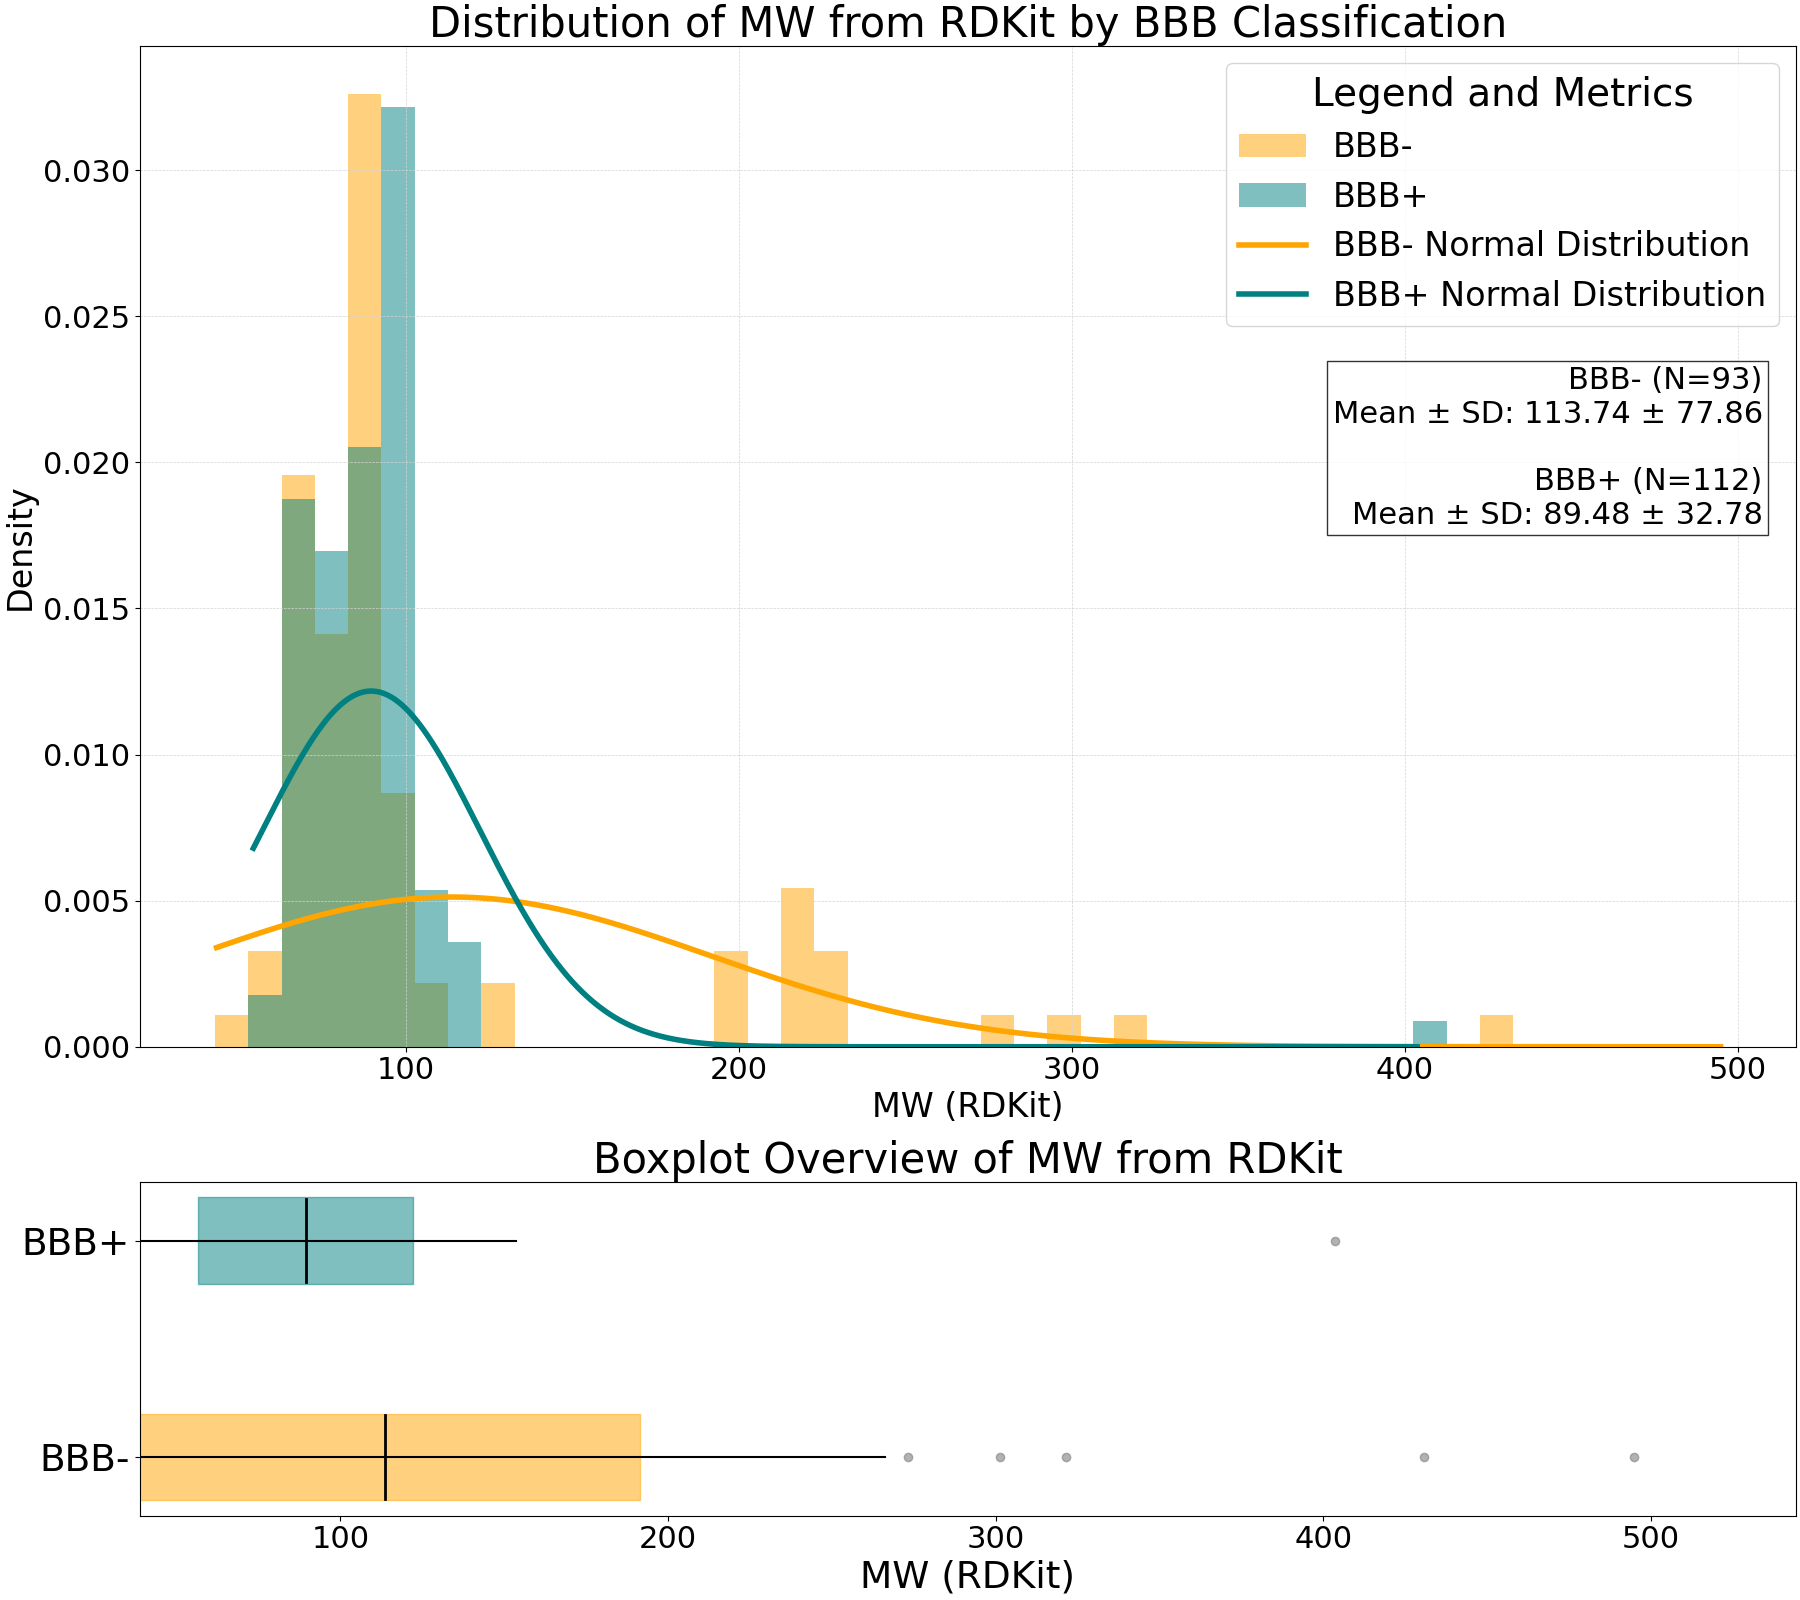 Distribution of MW from RDKit by BBB Classification
Legend and Metrics
BBB-
BBB+
BBB- Normal Distribution
BBB+ Normal Distribution
BBB- (N=93)
Mean ± SD: 113.74 ± 77.86
BBB+ (N=112)
Mean ± SD: 89.48 ± 32.78
Density
0.030
0.025
0.020
0.015
0.010
0.005
0.000
100 200 300 400 500
MW (RDKit)
Boxplot Overview of MW from RDKit
BBB+
BBB-
100 200 300 400 500
MW (RDKit)